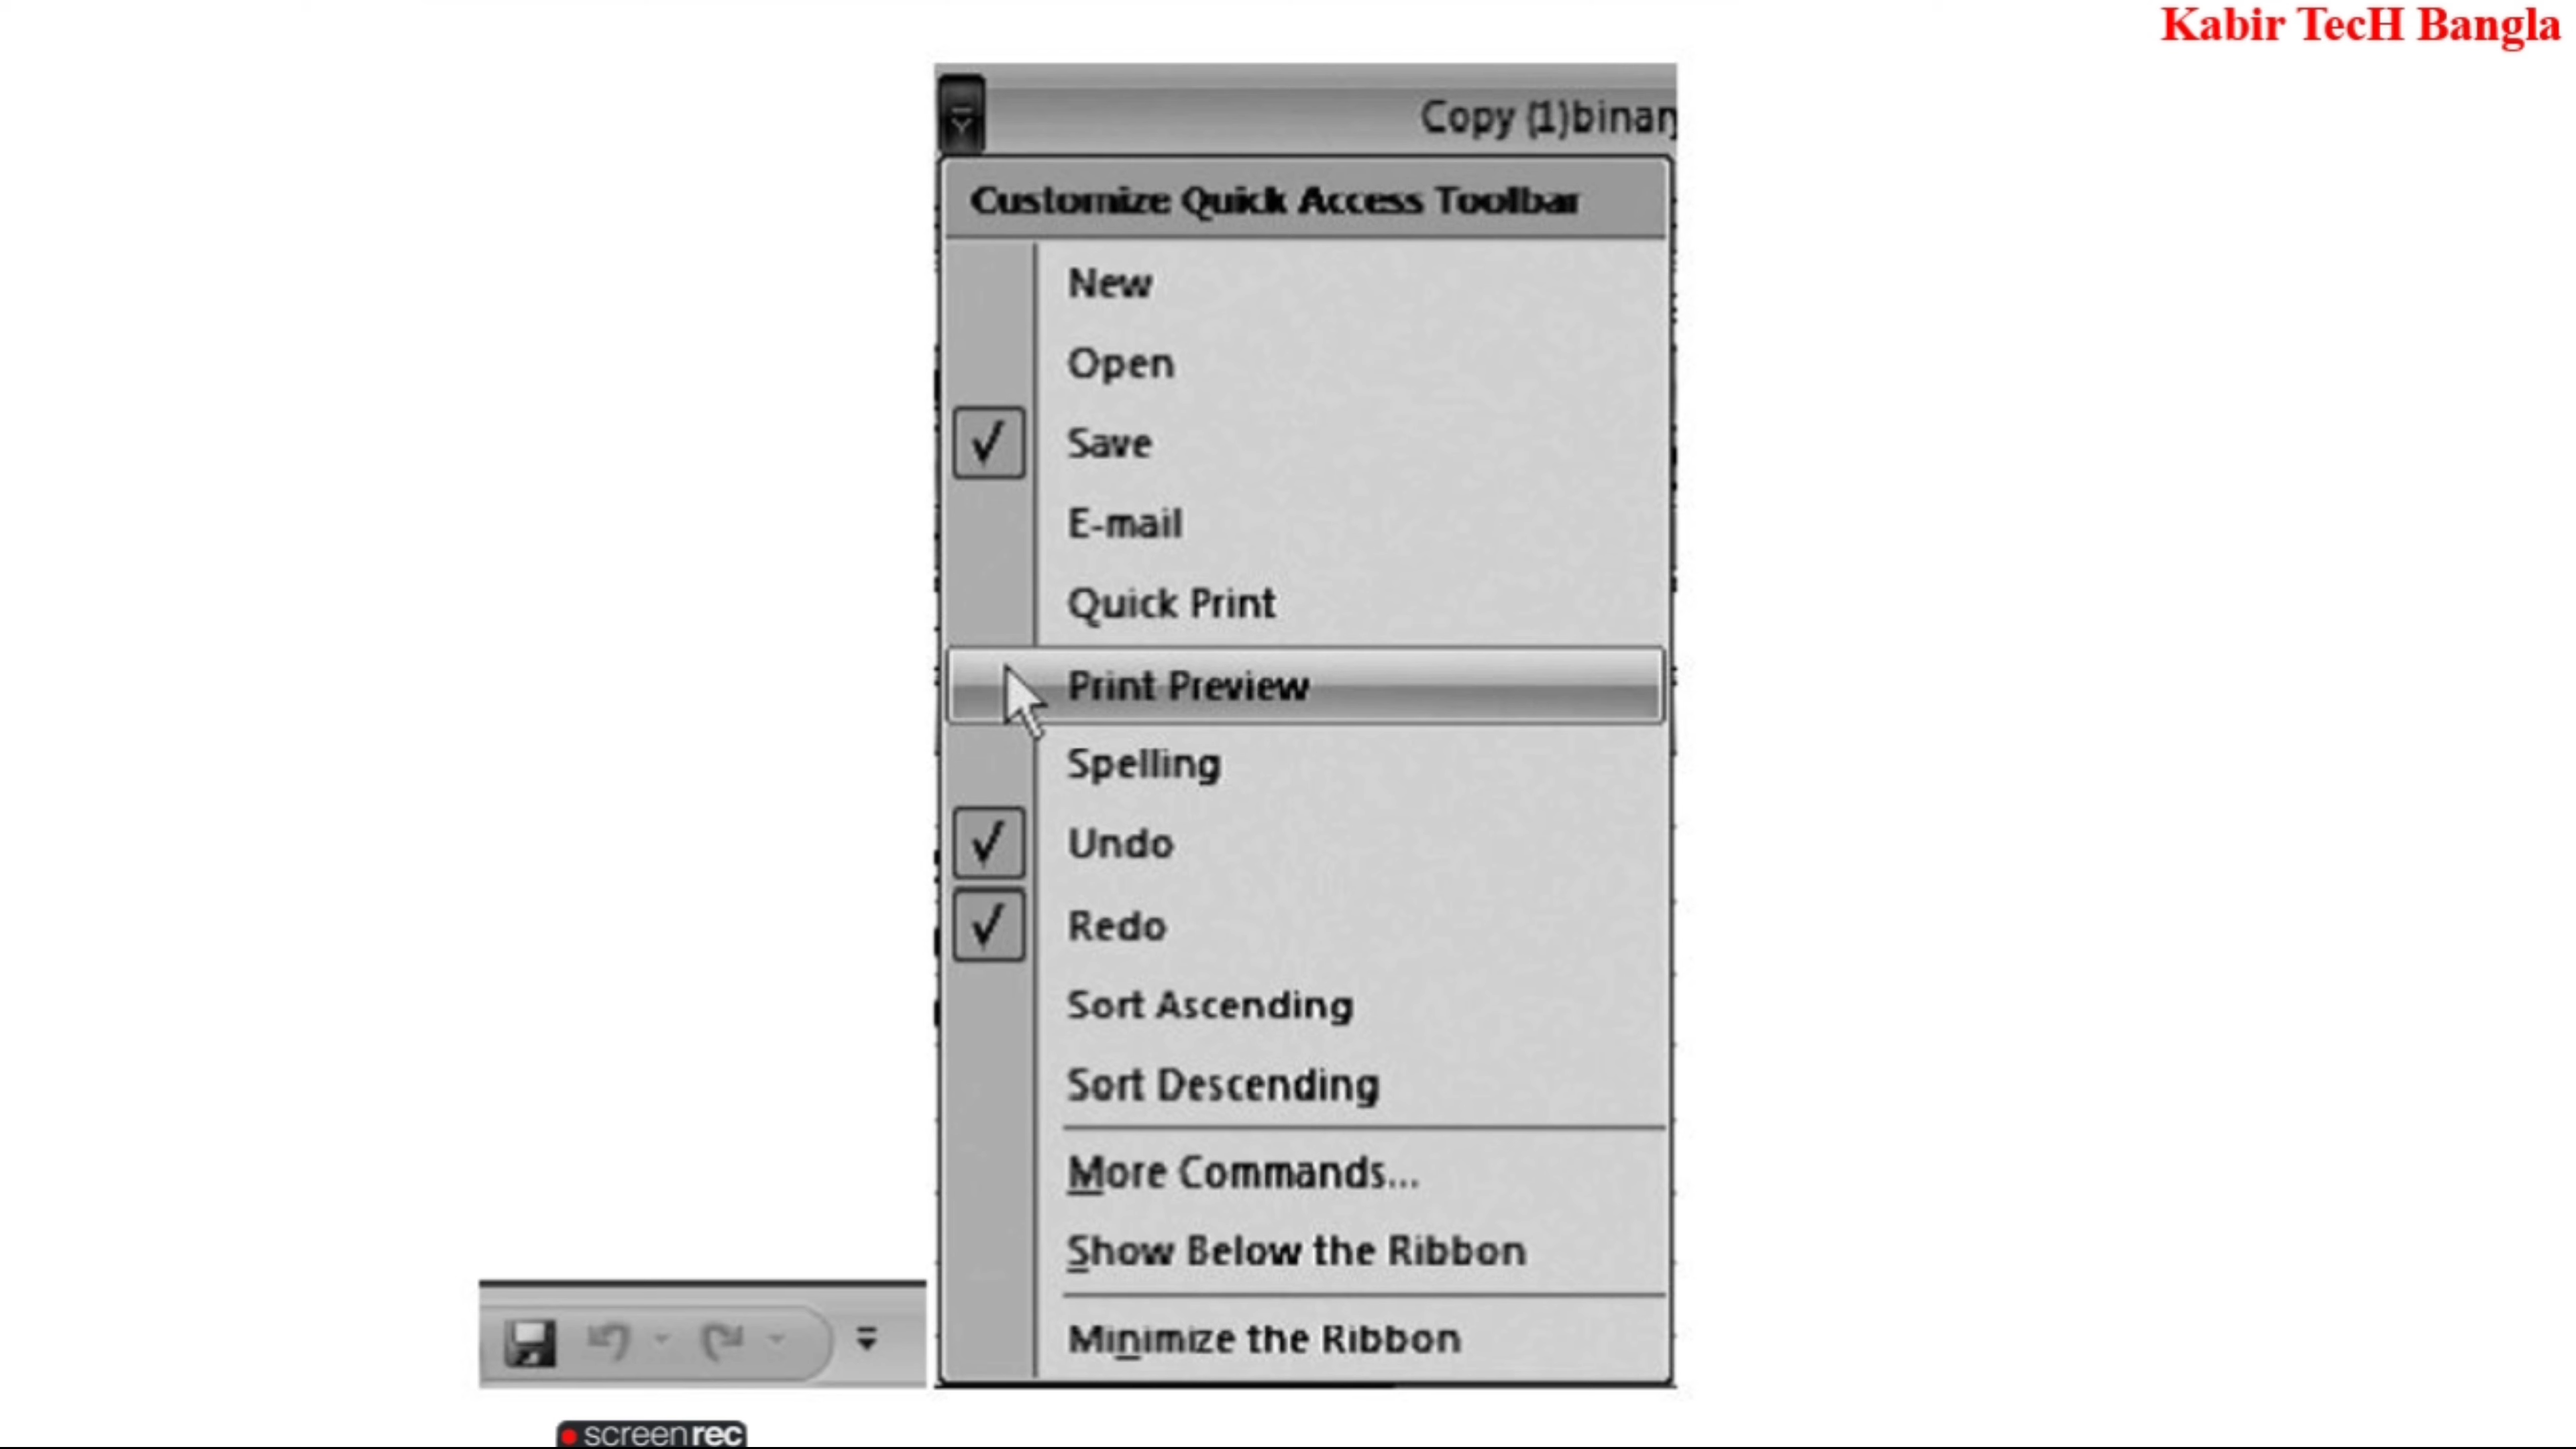 Kabir TecH Bangla
Copy (1)binary
Customize Quick Access Toolbar
New
Open
Save
E-mail
Quick Print
Print Preview
Spelling
Undo
Redo
Sort Ascending
Sort Descending
More Commands...
Show Below the Ribbon
Minimize the Ribbon
screenrec